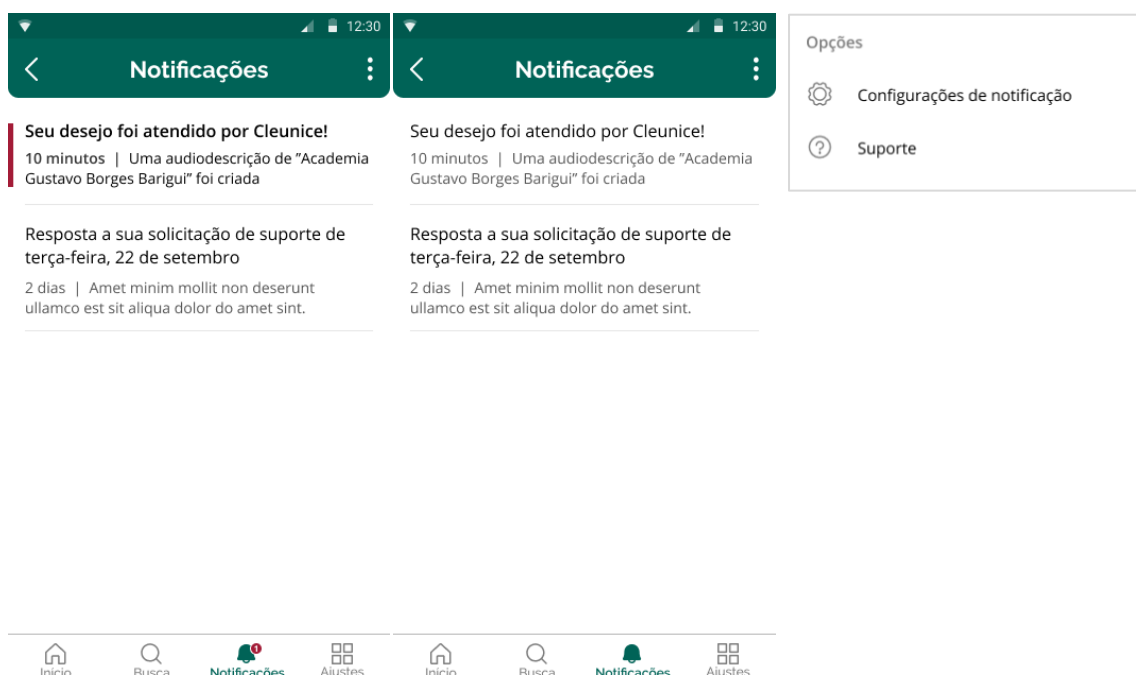 12:30
Notificações
Seu desejo foi atendido por Cleunice!
10 minutos | Uma audiodescrição de ”Academia
Gustavo Borges Barigui” foi criada
Resposta a sua solicitação de suporte de
terça-feira, 22 de setembro
2 dias | Amet minim mollit non deserunt
ullamco est sit aliqua dolor do amet sint.
1
Início
Busca
Notificações
Ajustes
12:30
Notificações
Seu desejo foi atendido por Cleunice!
10 minutos | Uma audiodescrição de ”Academia
Gustavo Borges Barigui” foi criada
Resposta a sua solicitação de suporte de
terça-feira, 22 de setembro
2 dias | Amet minim mollit non deserunt
ullamco est sit aliqua dolor do amet sint.
Início
Busca
Notificações
Ajustes
Opções
Configurações de notificação
? Suporte